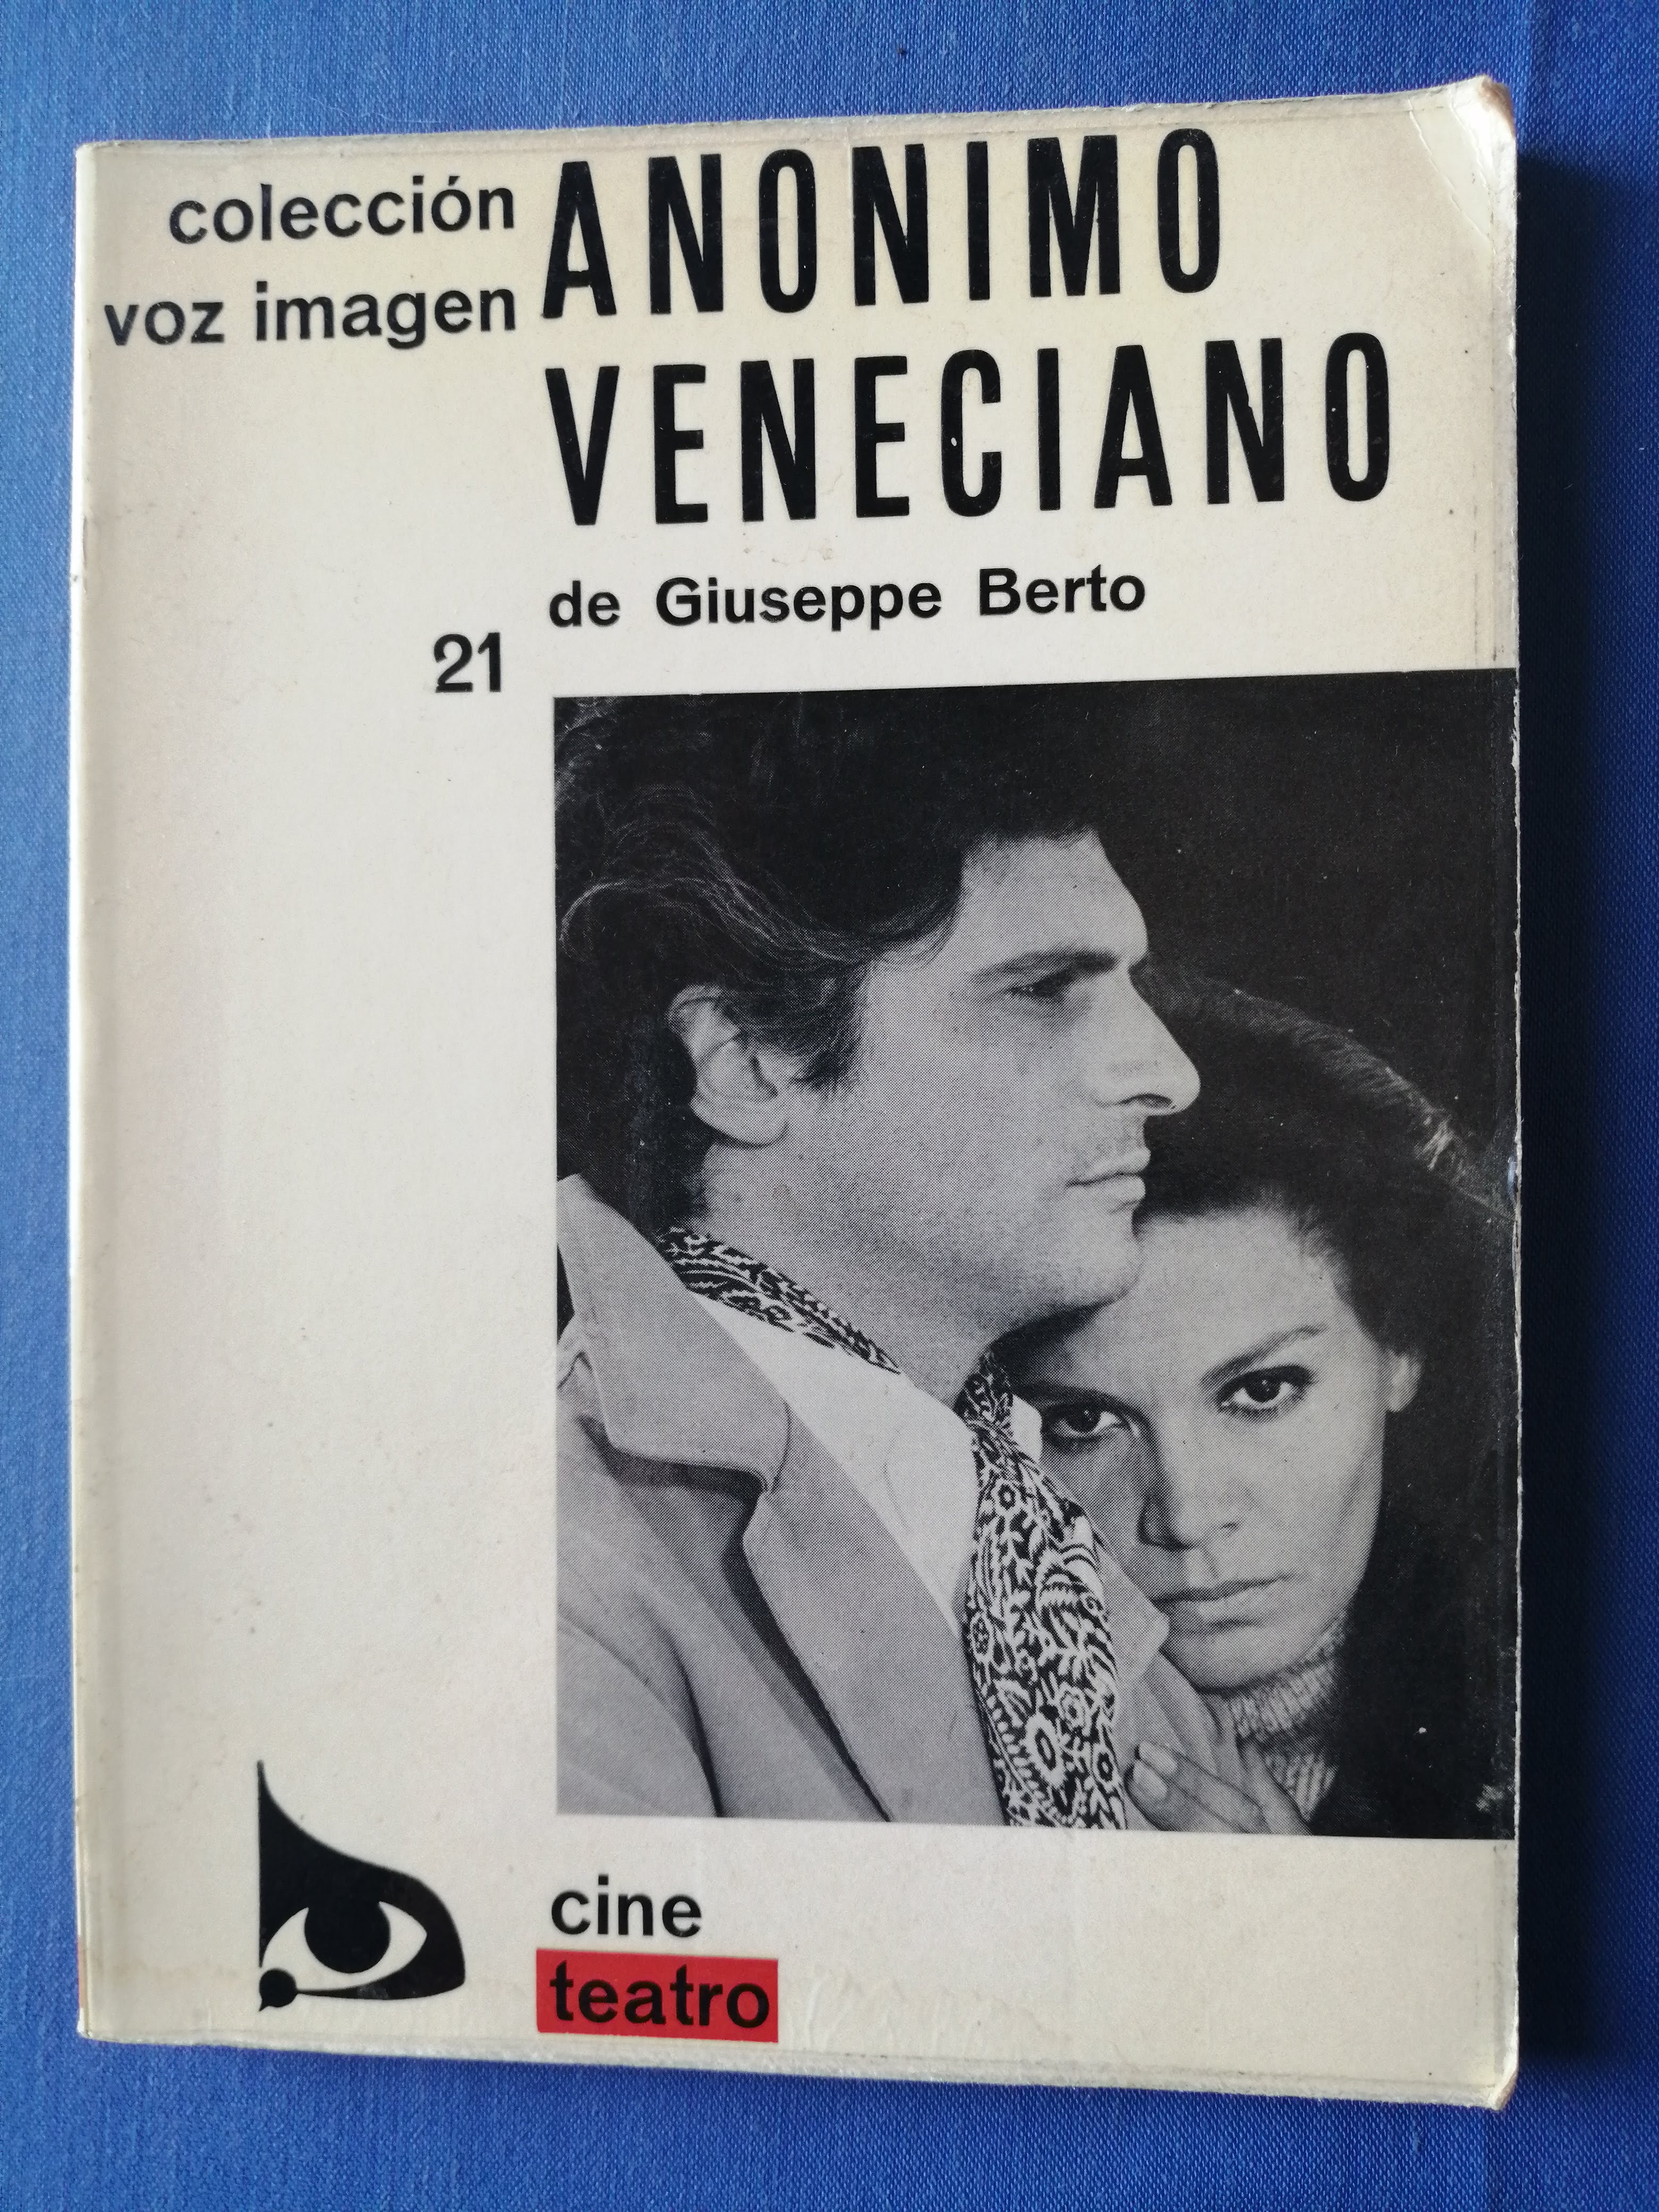 colección
voz imagen
ANONIMO
VENECIANO
de Giuseppe Berto
21
cine
teatro